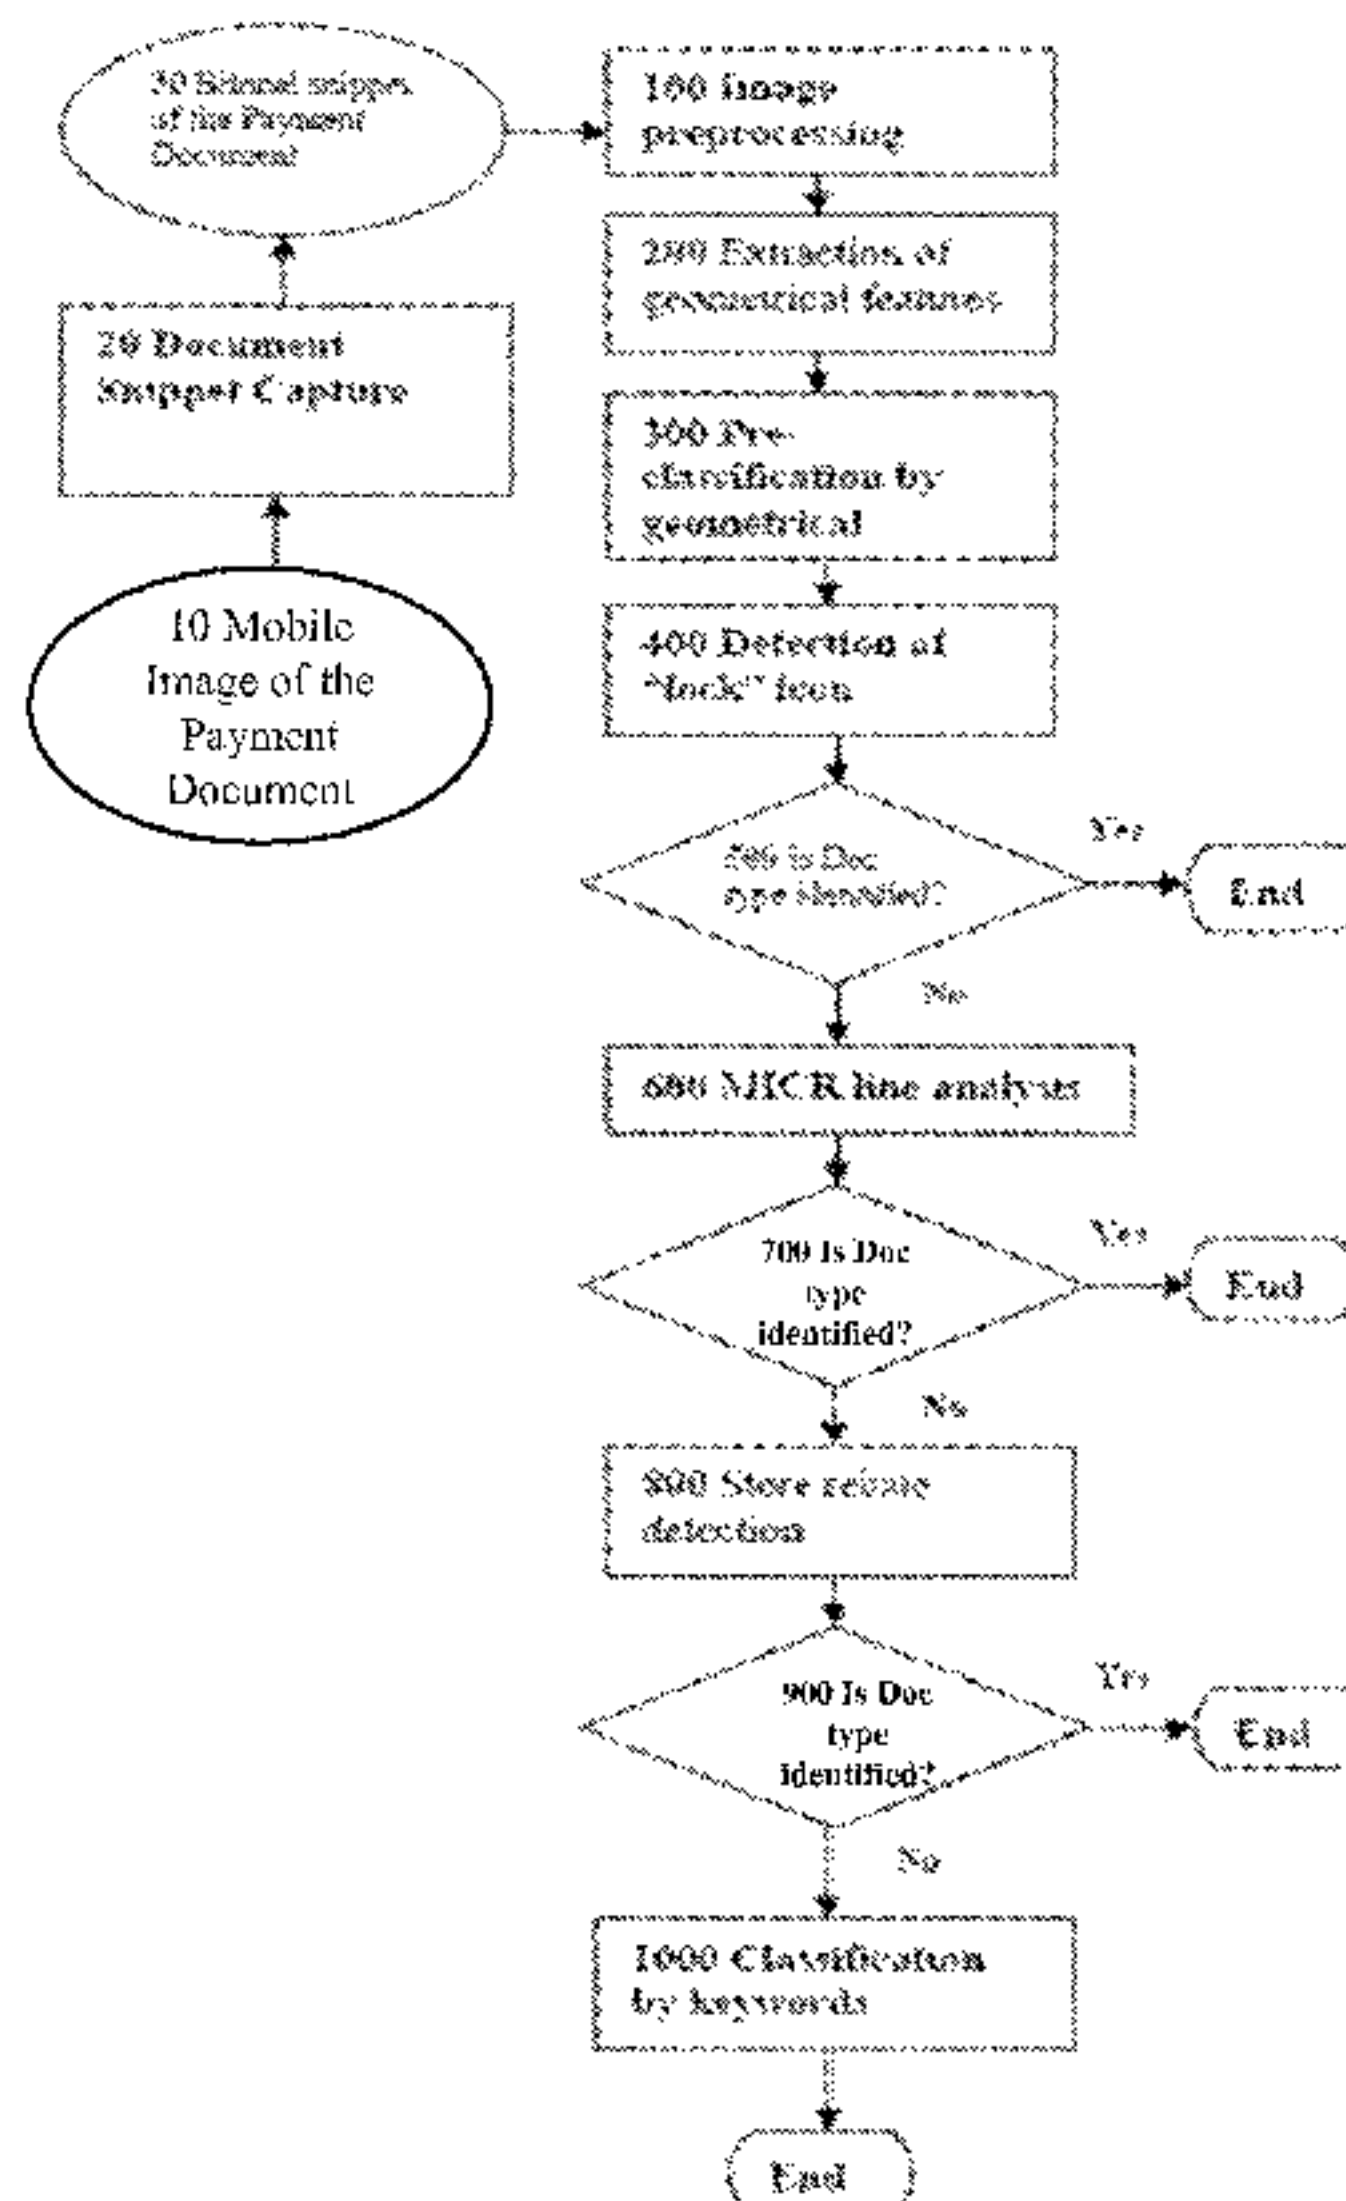 30 Bitonal snippet
of the Payment
Document
20 Document
Snippet Capture
10 Mobile
Image of the
Payment
Document
100 Image
preprocessing
200 Extraction of
geometrical features
300 Pre-
classification by
geometrical
400 Detection of
"lock" icon
500 is Doc
type identified?
Yes
End
No
600 MICR line analysis
700 Is Doc
type
identified?
Yes
End
No
800 Store rebate
detection
900 Is Doc
type
identified?
Yes
End
No
1000 Classification
by keywords
End